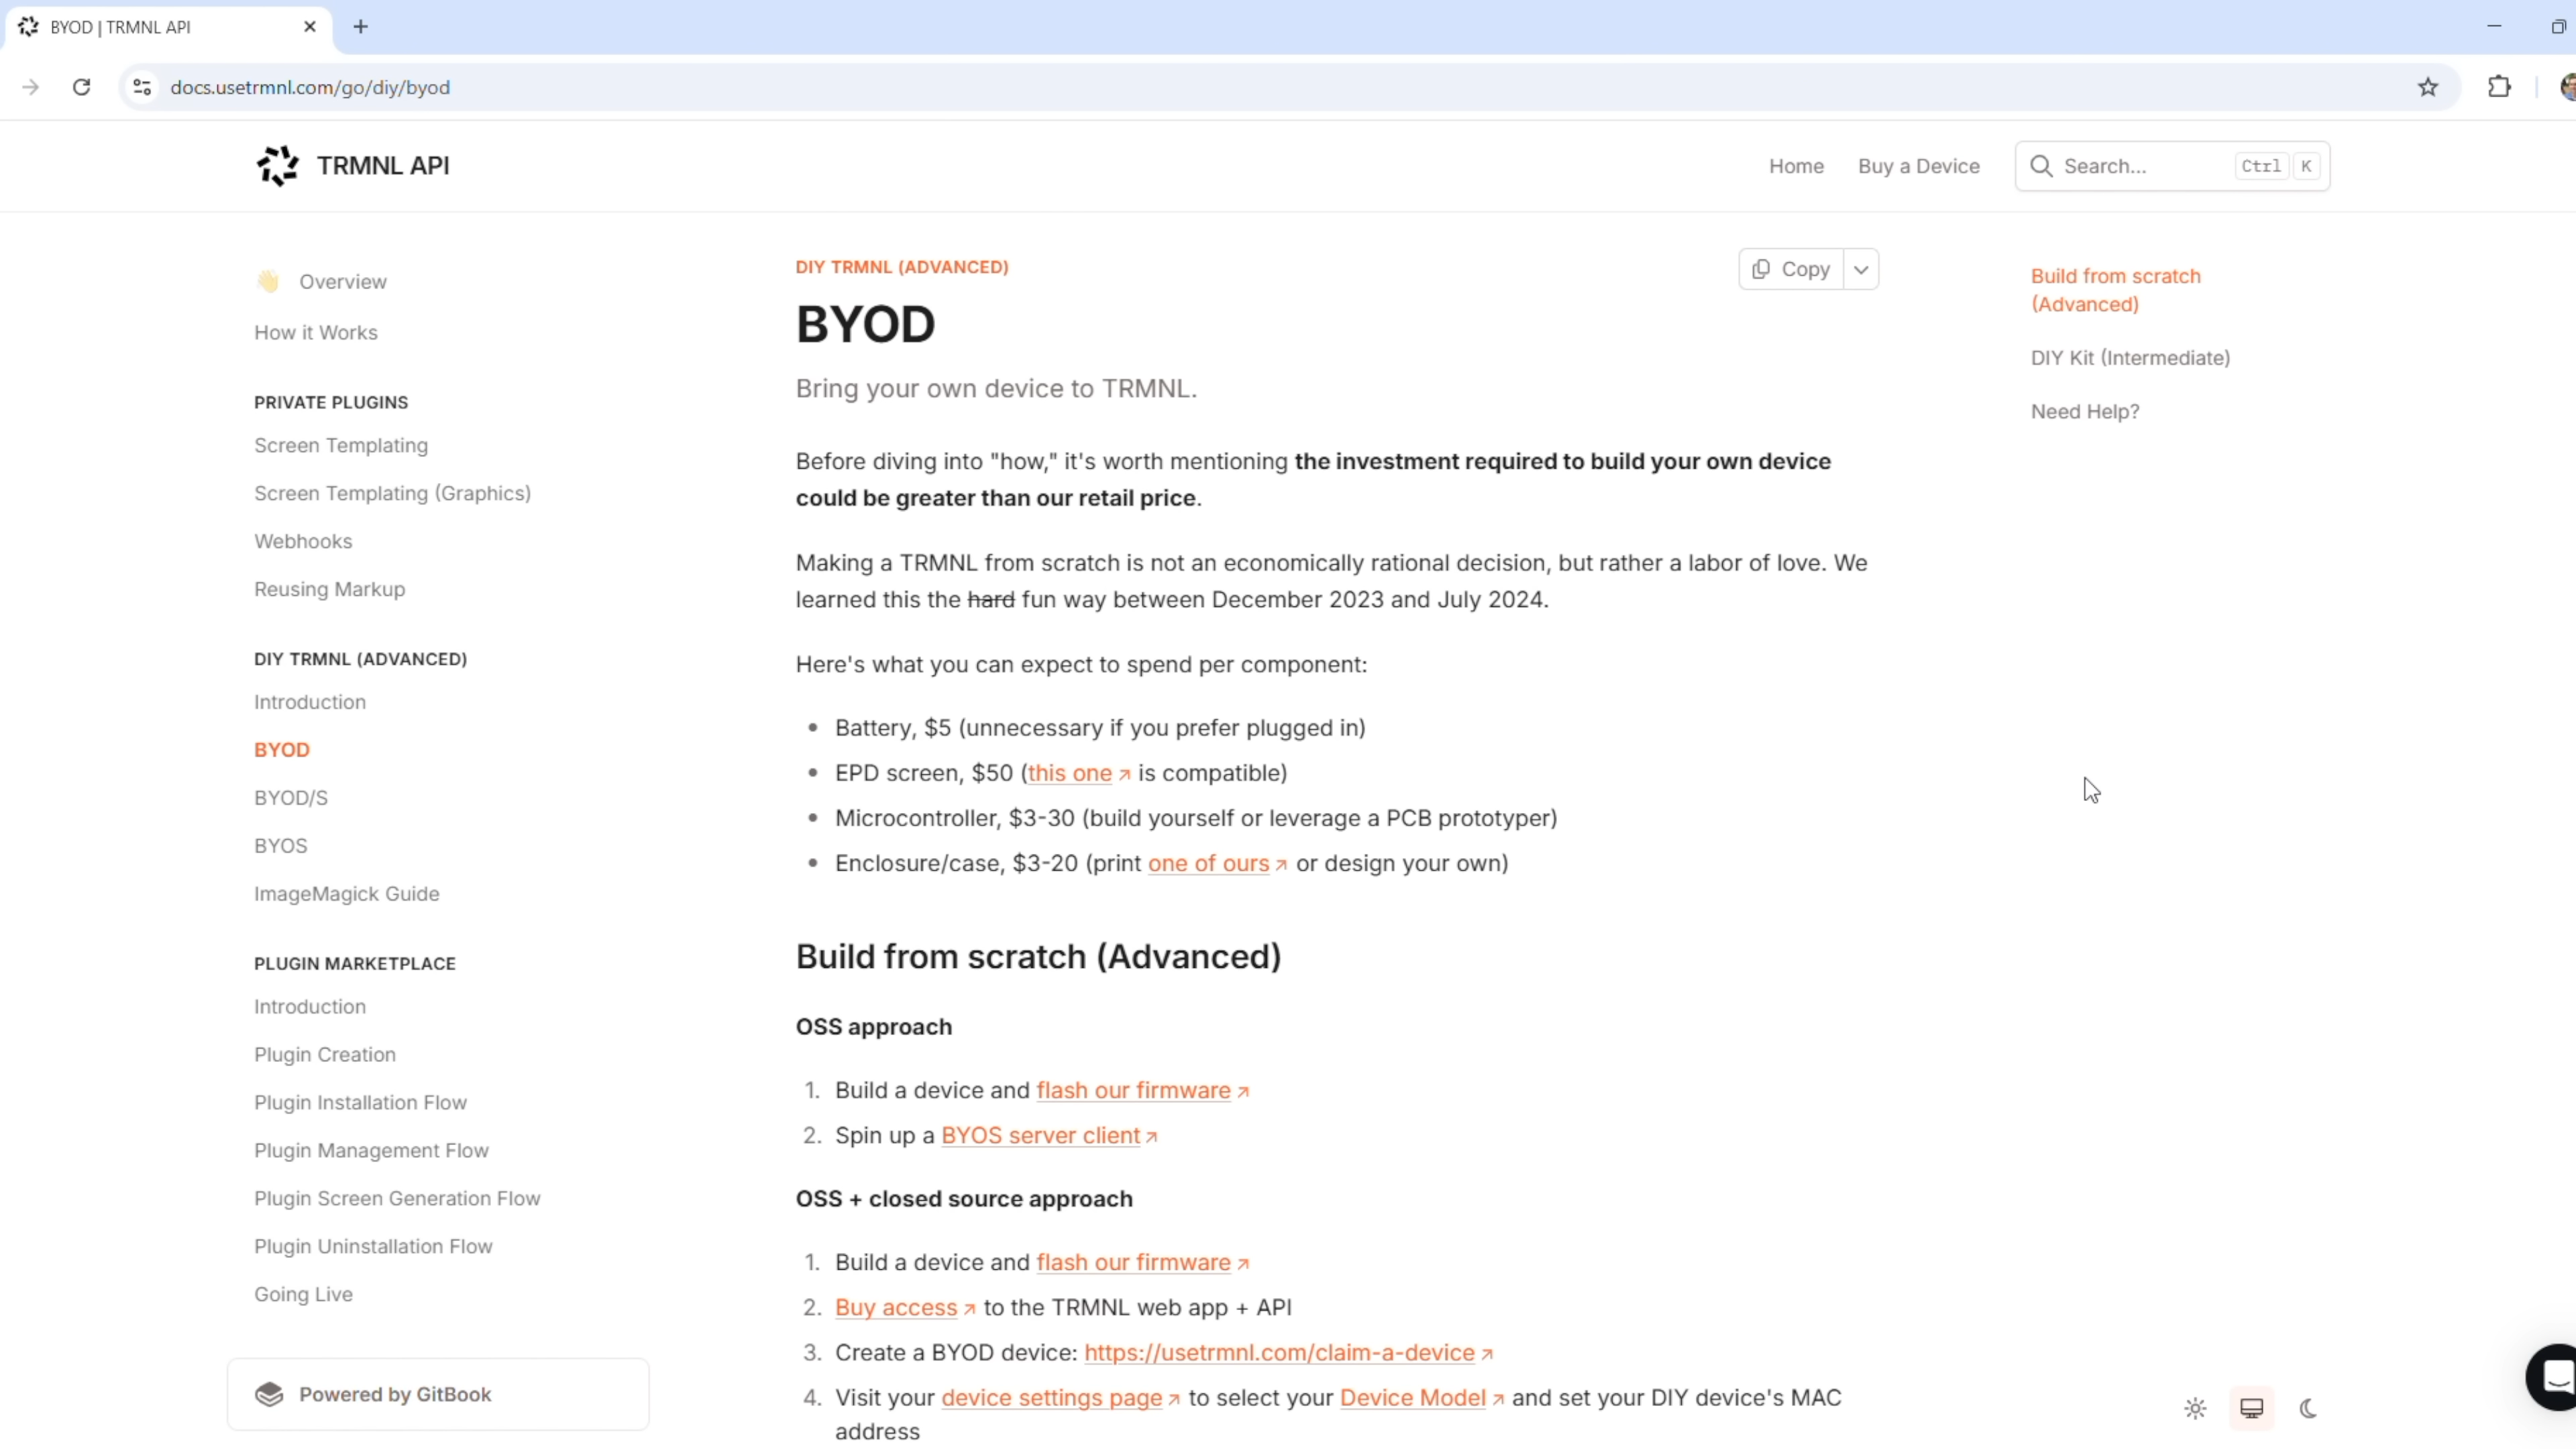 BYOD | TRMNL API
docs.usetrmnl.com/go/diy/byod
TRMNL API
Home
Buy a Device
Search...
Ctrl
K
Overview
How it Works
PRIVATE PLUGINS
Screen Templating
Screen Templating (Graphics)
Webhooks
Reusing Markup
DIY TRMNL (ADVANCED)
Introduction
BYOD
BYOD/S
BYOS
ImageMagick Guide
PLUGIN MARKETPLACE
Introduction
Plugin Creation
Plugin Installation Flow
Plugin Management Flow
Plugin Screen Generation Flow
Plugin Uninstallation Flow
Going Live
Powered by GitBook
DIY TRMNL (ADVANCED)
Copy
BYOD
Bring your own device to TRMNL.
Before diving into "how," it's worth mentioning the investment required to build your own device
could be greater than our retail price.
Making a TRMNL from scratch is not an economically rational decision, but rather a labor of love. We
learned this the hard fun way between December 2023 and July 2024.
Here's what you can expect to spend per component:
• Battery, $5 (unnecessary if you prefer plugged in)
• EPD screen, $50 (this one ↗ is compatible)
• Microcontroller, $3-30 (build yourself or leverage a PCB prototyper)
• Enclosure/case, $3-20 (print one of ours ↗ or design your own)
Build from scratch (Advanced)
OSS approach
1. Build a device and flash our firmware ↗
2. Spin up a BYOS server client ↗
OSS + closed source approach
1. Build a device and flash our firmware ↗
2. Buy access ↗ to the TRMNL web app + API
3. Create a BYOD device: https://usetrmnl.com/claim-a-device ↗
4. Visit your device settings page ↗ to select your Device Model ↗ and set your DIY device's MAC
address
Build from scratch
(Advanced)
DIY Kit (Intermediate)
Need Help?